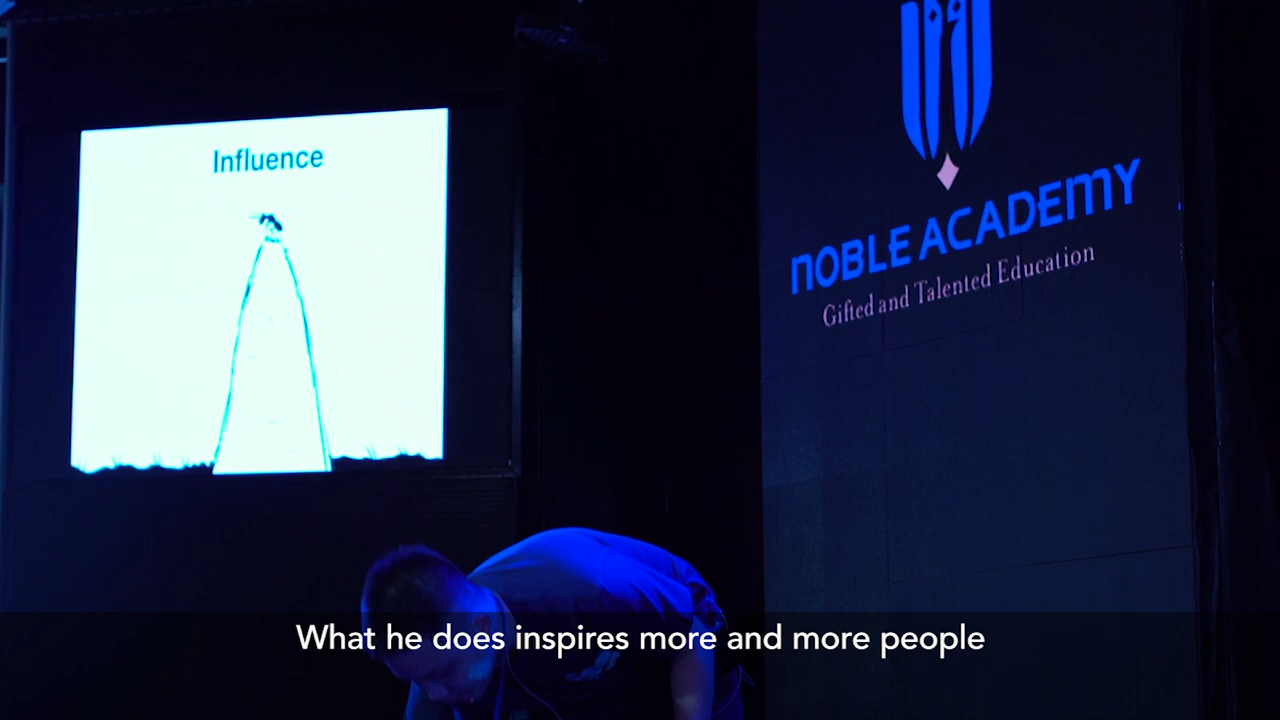 Influence
NOBLE ACADEMY
Gifted and Talented Education
What he does inspires more and more people